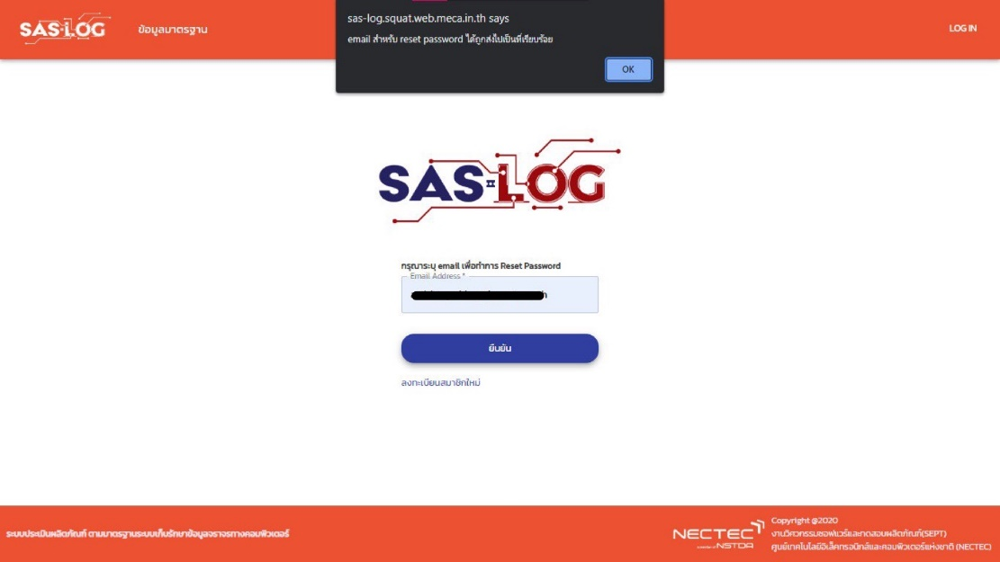 SAS-LOG
ข้อมูลมาตรฐาน
LOG IN
sas-log.squat.web.meca.in.th says
email สำหรับ reset password ได้ถูกส่งไปเป็นที่เรียบร้อย
OK
SAS-LOG
กรุณาระบุ email เพื่อทำการ Reset Password
Email Address *
ยืนยัน
ลงทะเบียนสมาชิกใหม่
ระบบประเมินผลิตภัณฑ์ ตามมาตรฐานระบบเก็บรักษาข้อมูลจราจรทางคอมพิวเตอร์
NECTEC
NSTDA
Copyright @2020
งานวิศวกรรมซอฟต์แวร์และทดสอบผลิตภัณฑ์(SEPT)
ศูนย์เทคโนโลยีอิเล็กทรอนิกส์และคอมพิวเตอร์แห่งชาติ (NECTEC)